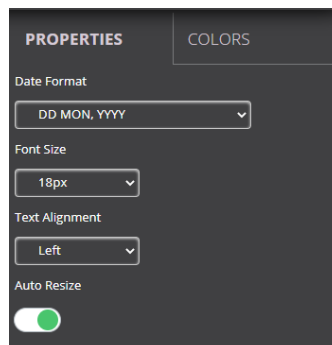 PROPERTIES COLORS
Date Format
DD MON, YYYY
Font Size
18px
Text Alignment
Left
Auto Resize